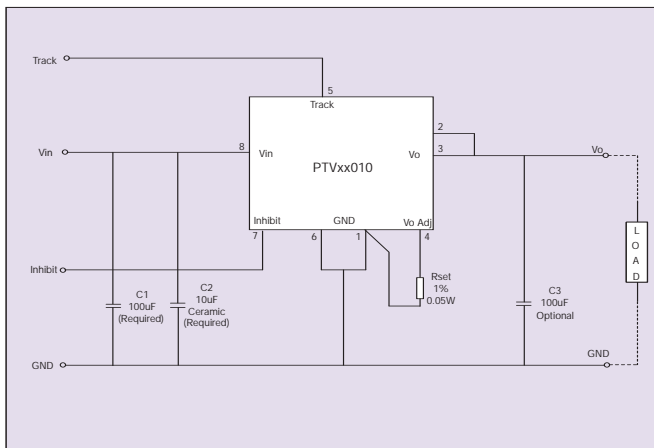 Track
5
Track
2
Vin
8
Vin
Vo
3
Vo
PTVxx010
Inhibit
GND
Vo Adj
7
6
1
4
L
O
A
D
Inhibit
Rset
1%
0.05W
C1
100uF
(Required)
C2
10uF
Ceramic
(Required)
C3
100uF
Optional
GND
GND